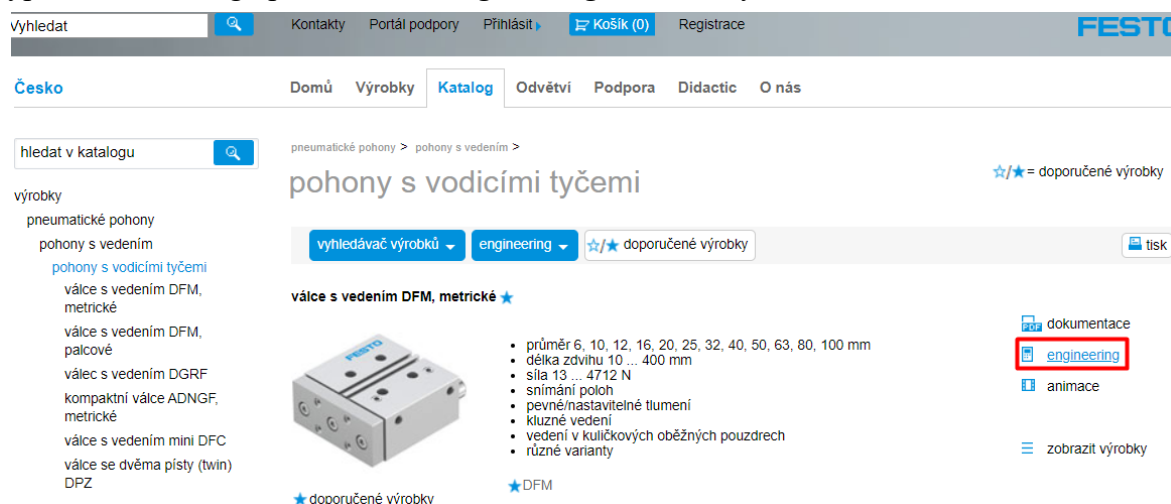 Vyhledat
Kontakty Portál podpory Přihlásit Košík (0) Registrace
FESTO
Česko
Domů Výrobky Katalog Odvětví Podpora Didactic O nás
hledat v katalogu
výrobky
pneumatické pohony
pohony s vedením
pohony s vodicími tyčemi
válce s vedením DFM,
metrické
válce s vedením DFM,
palcové
válec s vedením DGRF
kompaktní válce ADNGF,
metrické
válce s vedením mini DFC
válce se dvěma písty (twin)
DPZ
pneumatické pohony > pohony s vedením >
pohony s vodicími tyčemi
☆/★= doporučené výrobky
vyhledávač výrobků engineering ☆/★ doporučené výrobky
tisk
válce s vedením DFM, metrické ★
FESTO
• průměr 6, 10, 12, 16, 20, 25, 32, 40, 50, 63, 80, 100 mm
• délka zdvihu 10 ... 400 mm
• síla 13 ... 4712 N
• snímání poloh
• pevné/nastavitelné tlumení
• kluzné vedení
• vedení v kuličkových oběžných pouzdrech
• různé varianty
★DFM
★ doporučené výrobky
PDF dokumentace
engineering
animace
zobrazit výrobky